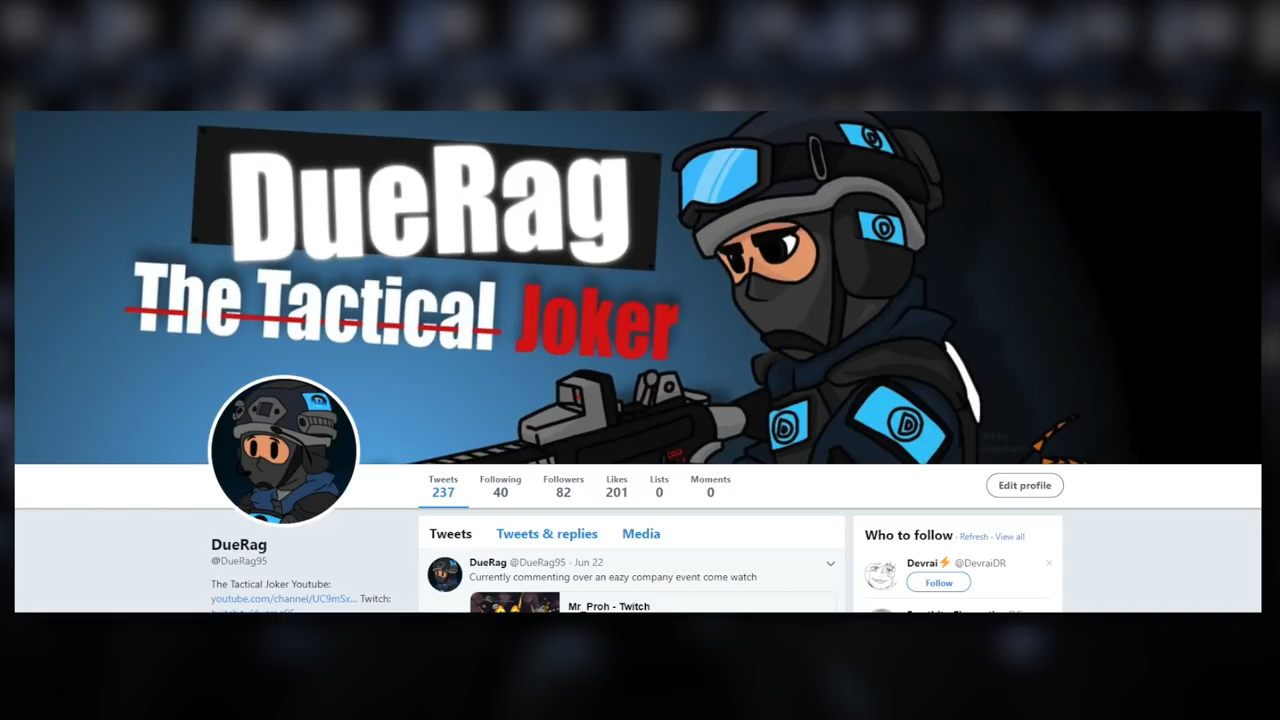 DueRag
The Tactical Joker
Tweets Following Followers Likes Lists Moments
237 40 82 201 0 0
Edit profile
DueRag
@DueRag95
The Tactical Joker Youtube:
youtube.com/channel/UC9mSx... Twitch:
Tweets Tweets & replies Media
DueRag @DueRag95 · Jun 22
Currently commenting over an eazy company event come watch
Mr_Proh - Twitch
Who to follow · Refresh · View all
Devrai⚡ @DevraiDR ×
Follow
art by